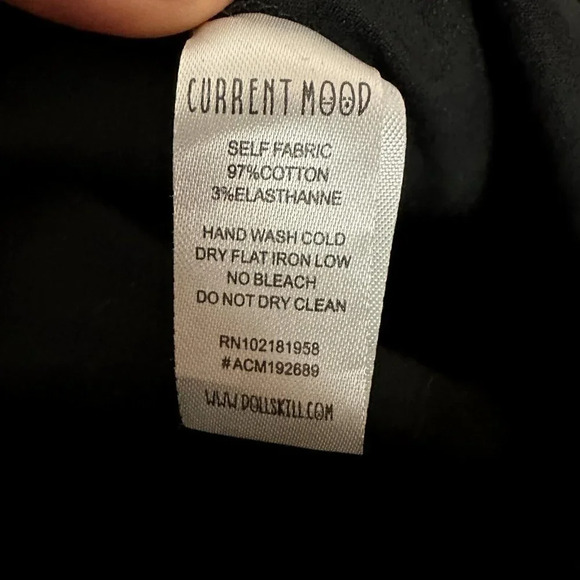 CURRENT MOOD
SELF FABRIC
97%COTTON
3%ELASTHANNE
HAND WASH COLD
DRY FLAT IRON LOW
NO BLEACH
DO NOT DRY CLEAN
RN102181958
#ACM192689
WWW.DOLLSKILL.COM